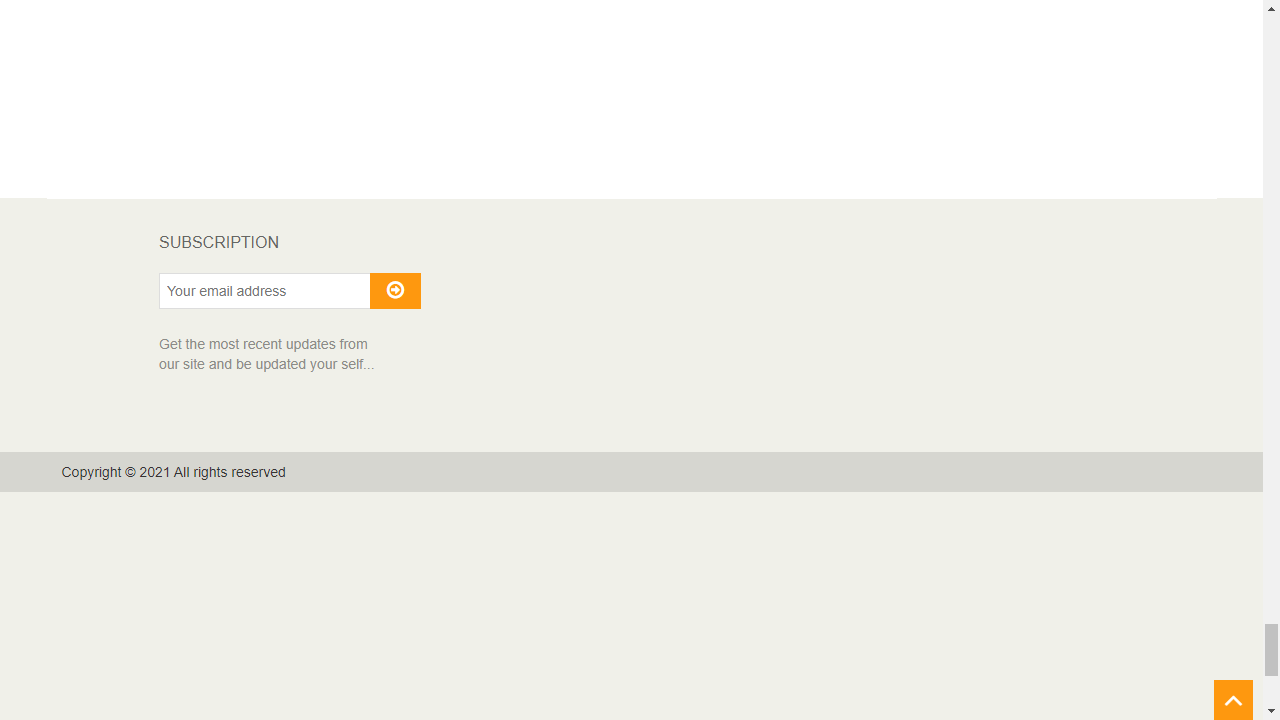 SUBSCRIPTION
Your email address
Get the most recent updates from
our site and be updated your self...
Copyright © 2021 All rights reserved